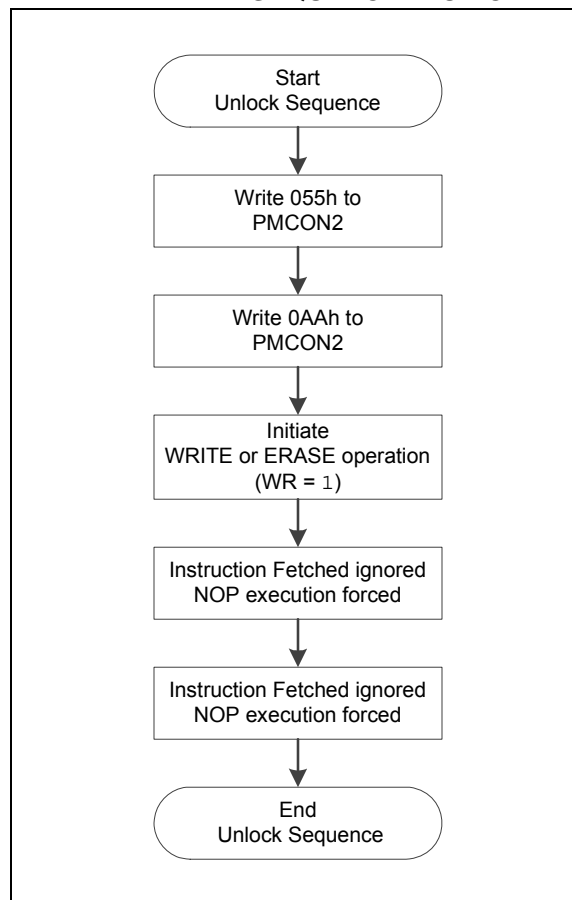 Start
Unlock Sequence
Write 055h to
PMCON2
Write 0AAh to
PMCON2
Initiate
WRITE or ERASE operation
(WR = 1)
Instruction Fetched ignored
NOP execution forced
Instruction Fetched ignored
NOP execution forced
End
Unlock Sequence